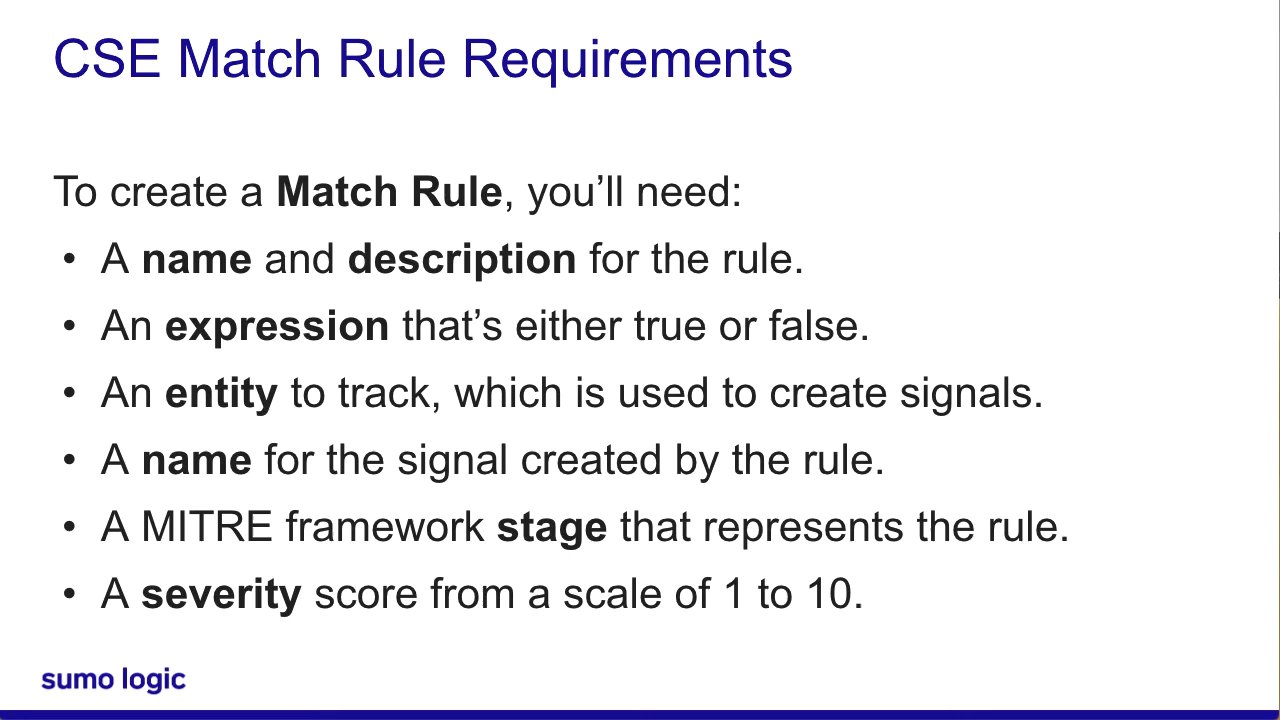 CSE Match Rule Requirements
To create a Match Rule, you’ll need:
• A name and description for the rule.
• An expression that’s either true or false.
• An entity to track, which is used to create signals.
• A name for the signal created by the rule.
• A MITRE framework stage that represents the rule.
• A severity score from a scale of 1 to 10.
sumo logic